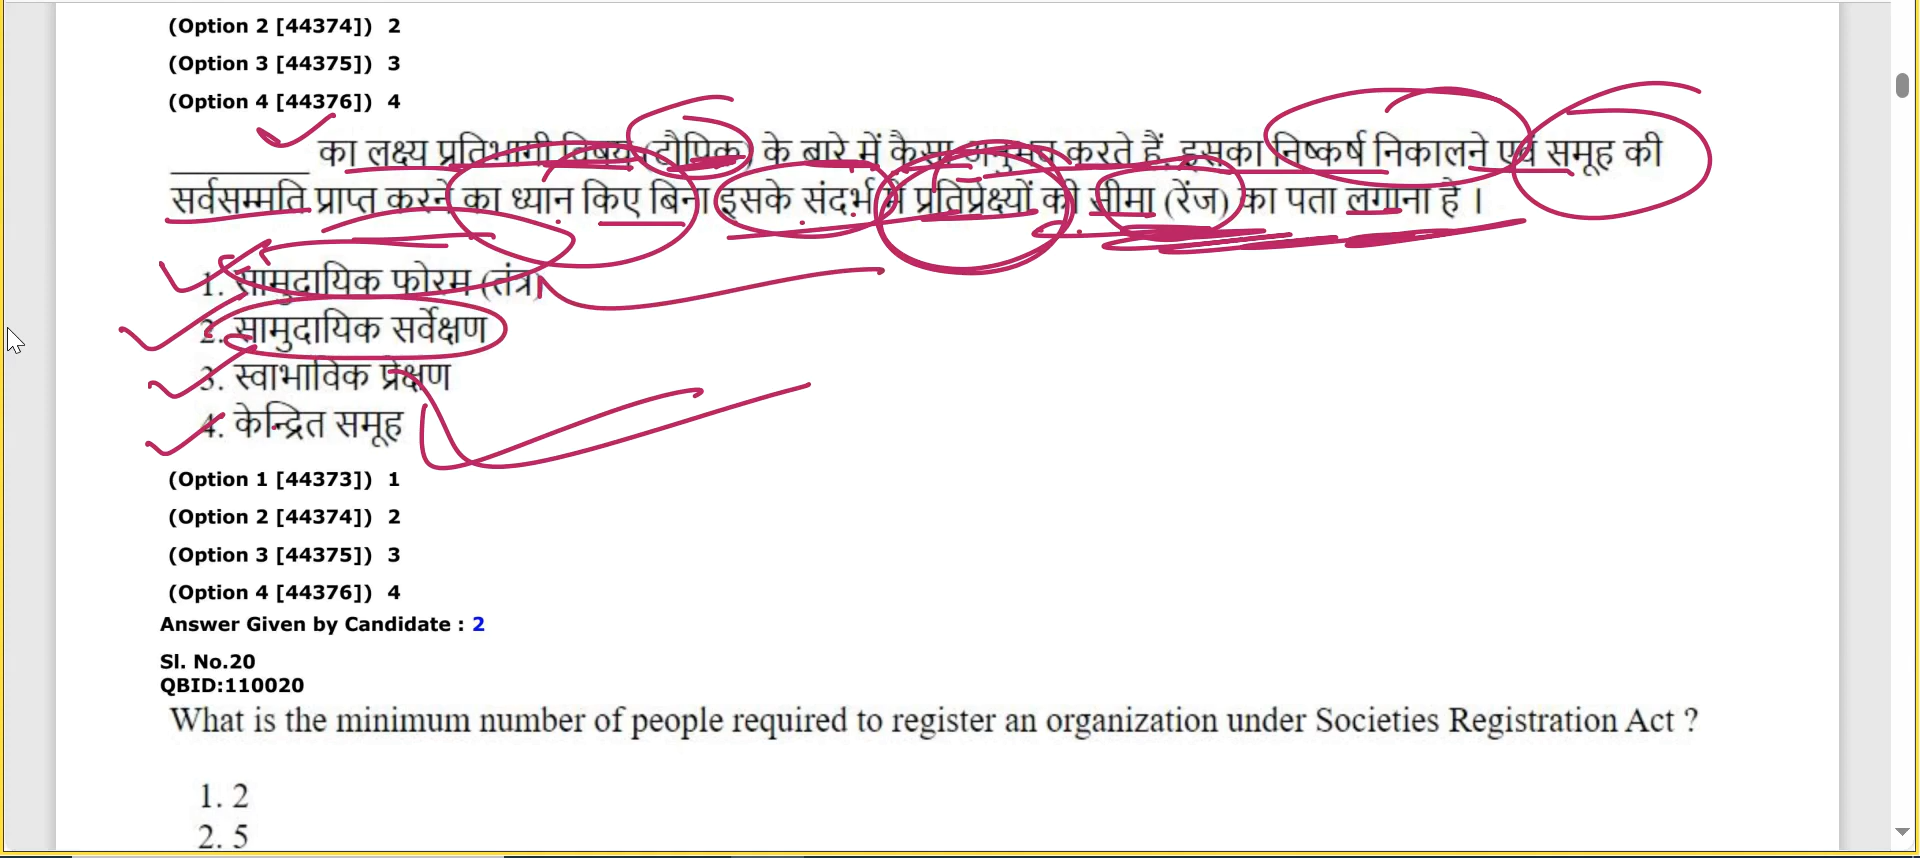 (Option 2 [44374]) 2
(Option 3 [44375]) 3
(Option 4 [44376]) 4
________ का लक्ष्य प्रतिभागी विषय (टॉपिक) के बारे में कैसा अनुभव करते हैं, इसका निष्कर्ष निकालने एवं समूह की
सर्वसम्मति प्राप्त करने का ध्यान किए बिना इसके संदर्भ में प्रतिप्रेक्ष्यों की सीमा (रेंज) का पता लगाना है ।
1. सामुदायिक फोरम (तंत्र)
2. सामुदायिक सर्वेक्षण
3. स्वाभाविक प्रेक्षण
4. केन्द्रित समूह
(Option 1 [44373]) 1
(Option 2 [44374]) 2
(Option 3 [44375]) 3
(Option 4 [44376]) 4
Answer Given by Candidate : 2
Sl. No.20
QBID:110020
What is the minimum number of people required to register an organization under Societies Registration Act ?
1. 2
2. 5